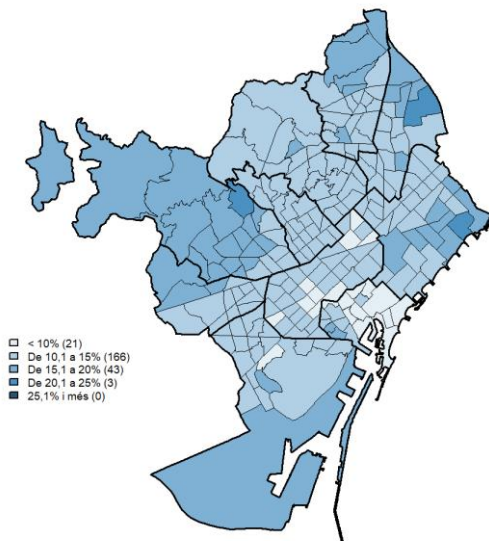 < 10% (21)
De 10,1 a 15% (166)
De 15,1 a 20% (43)
De 20,1 a 25% (3)
25,1% i més (0)